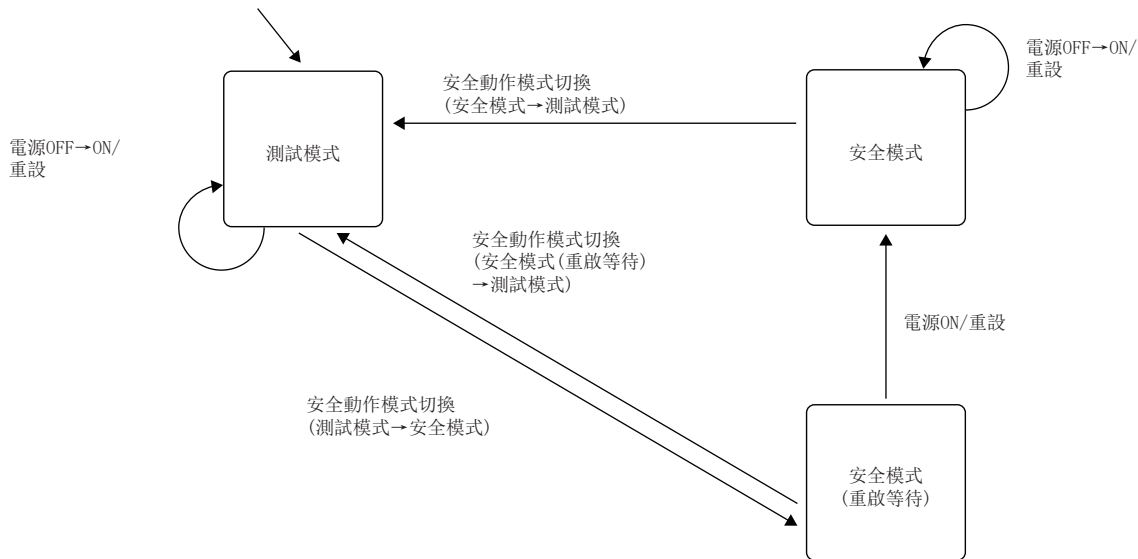 安全動作模式切換
(安全模式→測試模式)
電源OFF→ON/
重設
電源OFF→ON/
重設
測試模式
安全模式
安全動作模式切換
(安全模式(重啟等待)
→測試模式)
電源ON/重設
安全動作模式切換
(測試模式→安全模式)
安全模式
(重啟等待)